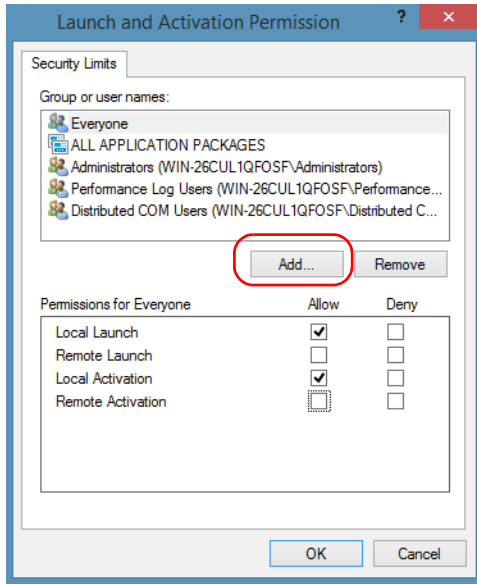 Launch and Activation Permission ? ×
Security Limits
Group or user names:
Everyone
ALL APPLICATION PACKAGES
Administrators (WIN-26CUL1QFOSF\Administrators)
Performance Log Users (WIN-26CUL1QFOSF\Performance...
Distributed COM Users (WIN-26CUL1QFOSF\Distributed C...
Add... Remove
Permissions for Everyone Allow Deny
Local Launch
Remote Launch
Local Activation
Remote Activation
OK Cancel